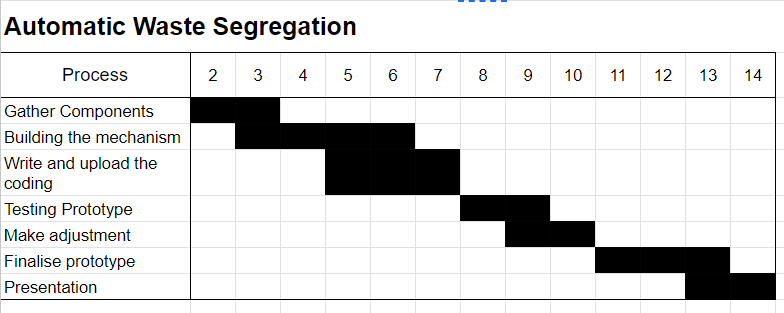 Automatic Waste Segregation
Process 2 3 4 5 6 7 8 9 10 11 12 13 14
Gather Components
Building the mechanism
Write and upload the
coding
Testing Prototype
Make adjustment
Finalise prototype
Presentation